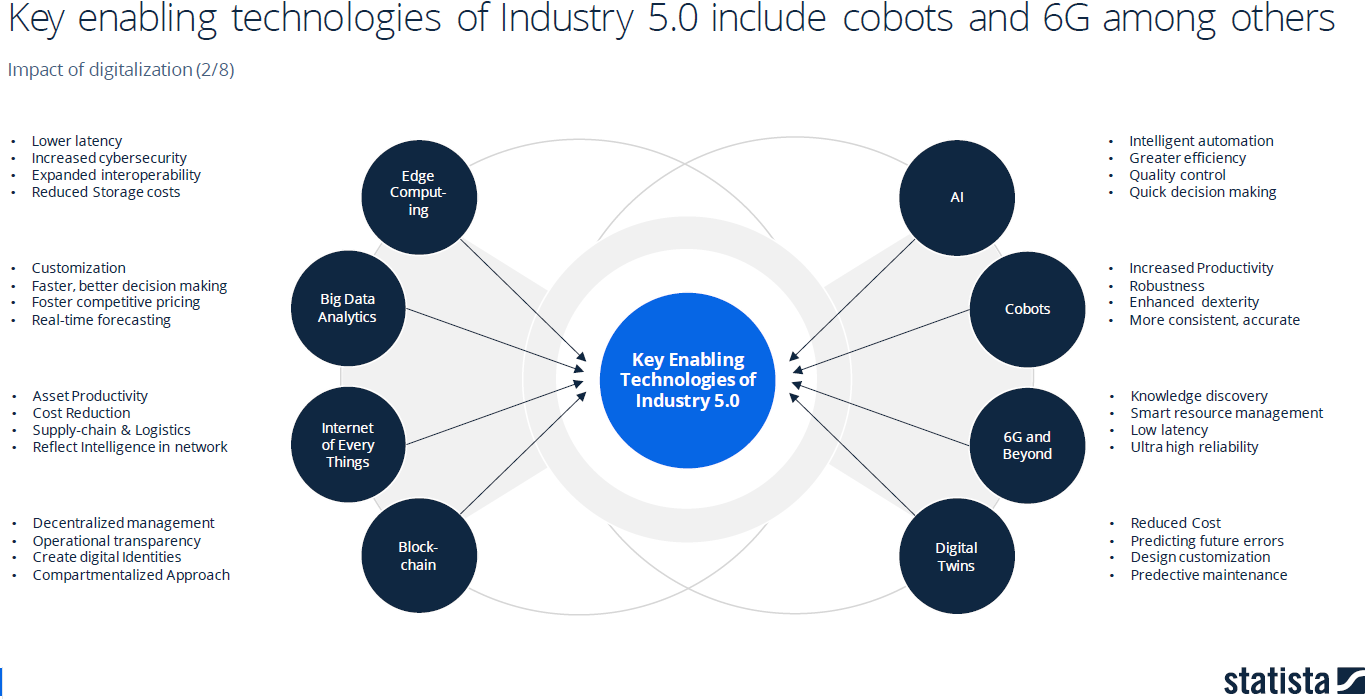 Key enabling technologies of Industry 5.0 include cobots and 6G among others
Impact of digitalization (2/8)
• Lower latency
• Increased cybersecurity
• Expanded interoperability
• Reduced Storage costs
• Customization
• Faster, better decision making
• Foster competitive pricing
• Real-time forecasting
• Asset Productivity
• Cost Reduction
• Supply-chain & Logistics
• Reflect Intelligence in network
• Decentralized management
• Operational transparency
• Create digital Identities
• Compartmentalized Approach
Edge
Comput-
ing
Big Data
Analytics
Internet
of Every
Things
Block-
chain
Key Enabling
Technologies of
Industry 5.0
AI
Cobots
6G and
Beyond
Digital
Twins
• Intelligent automation
• Greater efficiency
• Quality control
• Quick decision making
• Increased Productivity
• Robustness
• Enhanced dexterity
• More consistent, accurate
• Knowledge discovery
• Smart resource management
• Low latency
• Ultra high reliability
• Reduced Cost
• Predicting future errors
• Design customization
• Predective maintenance
statista